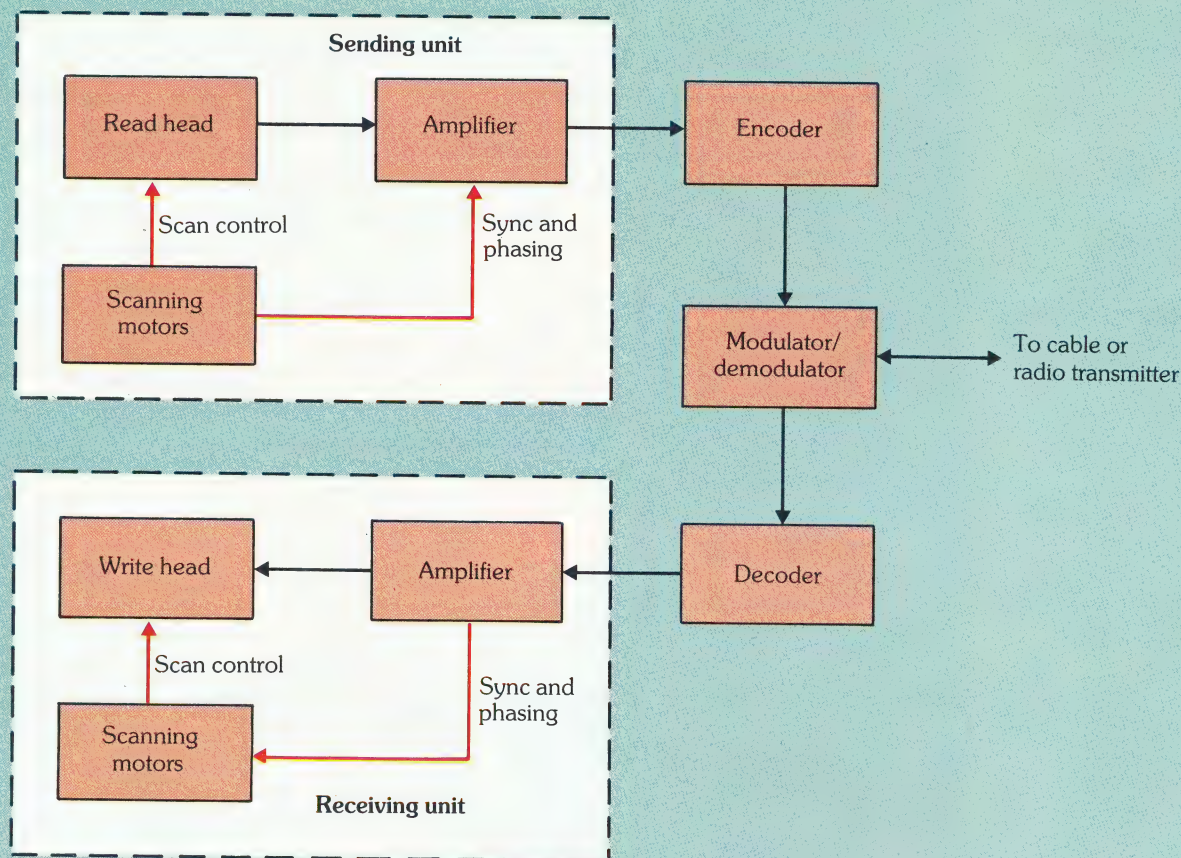 Sending unit
Read head
Amplifier
Encoder
Scan control
Sync and
phasing
Scanning
motors
Modulator/
demodulator
To cable or
radio transmitter
Write head
Amplifier
Decoder
Scan control
Sync and
phasing
Scanning
motors
Receiving unit